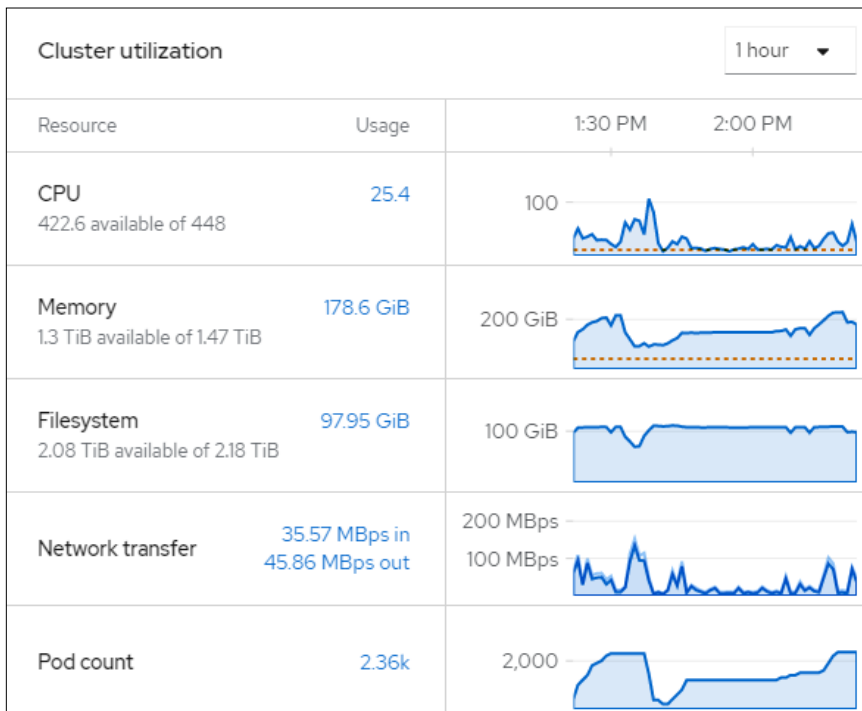 Cluster utilization
1 hour
Resource
Usage
1:30 PM
2:00 PM
CPU
25.4
422.6 available of 448
100
Memory
178.6 GiB
1.3 TiB available of 1.47 TiB
200 GiB
Filesystem
97.95 GiB
2.08 TiB available of 2.18 TiB
100 GiB
Network transfer
35.57 MBps in
45.86 MBps out
200 MBps
100 MBps
Pod count
2.36k
2,000